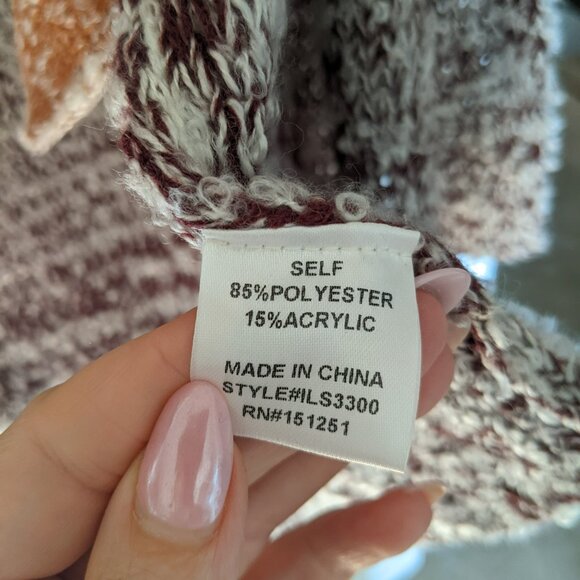 SELF
85%POLYESTER
15%ACRYLIC
MADE IN CHINA
STYLE#ILS3300
RN#151251